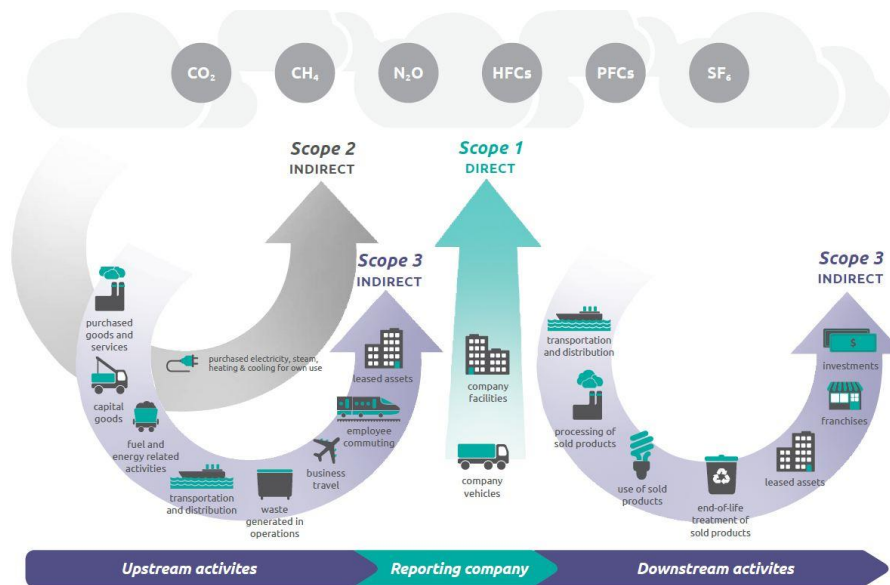 CO₂
CH₄
N₂O
HFCs
PFCs
SF₆
Scope 2
INDIRECT
Scope 1
DIRECT
Scope 3
INDIRECT
Scope 3
INDIRECT
purchased
goods and
services
capital
goods
fuel and
energy related
activities
purchased electricity, steam,
heating & cooling for own use
transportation
and distribution
waste
generated in
operations
business
travel
employee
commuting
leased assets
company
facilities
company
vehicles
transportation
and distribution
processing of
sold products
use of sold
products
end-of-life
treatment of
sold products
leased assets
franchises
$
investments
Upstream activites
Reporting company
Downstream activites